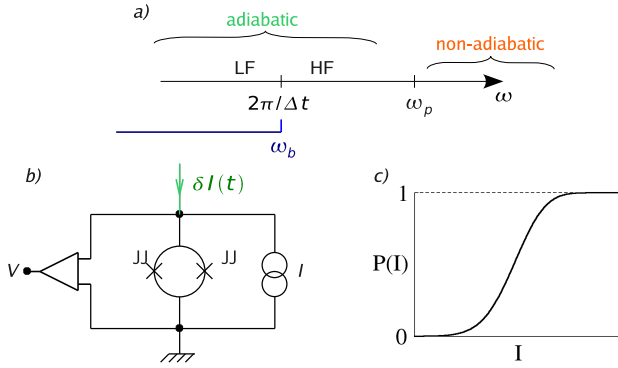 a)
adiabatic
non-adiabatic
LF HF
2π/Δt ω_p ω
ω_b
b)
δI(t)
V JJ JJ I
c)
1
P(I)
0
I